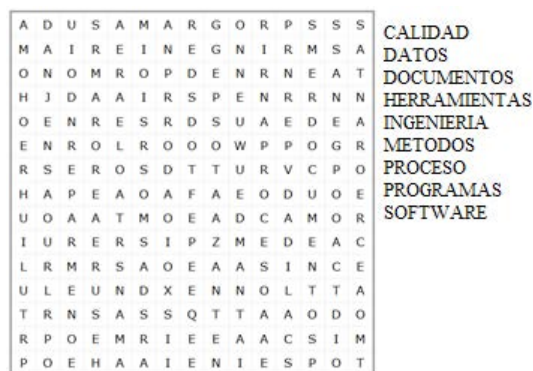 A D U S A M A R G O R P S S S
M A I R E I N E G N I R M S A
O N O M R O P D E N R N E A T
H J D A A I R S P E N R R N N
O E N R E S R D S U A E D E A
E N R O L R O O O W P P O G R
R S E R O S D T T U R V C P O
H A P E A O A F A E O D U O E
U O A A T M O E A D C A M O R
I U R E R S I P Z M E D E A C
L R M R S A O E A A S I N C E
U L E U N D X E N N O L T T A
T R N S A S S Q T T A A O D O
R P O E M R I E E A A C S I M
P O E H A A I E N I E S P O T
CALIDAD
DATOS
DOCUMENTOS
HERRAMIENTAS
INGENIERIA
METODOS
PROCESO
PROGRAMAS
SOFTWARE